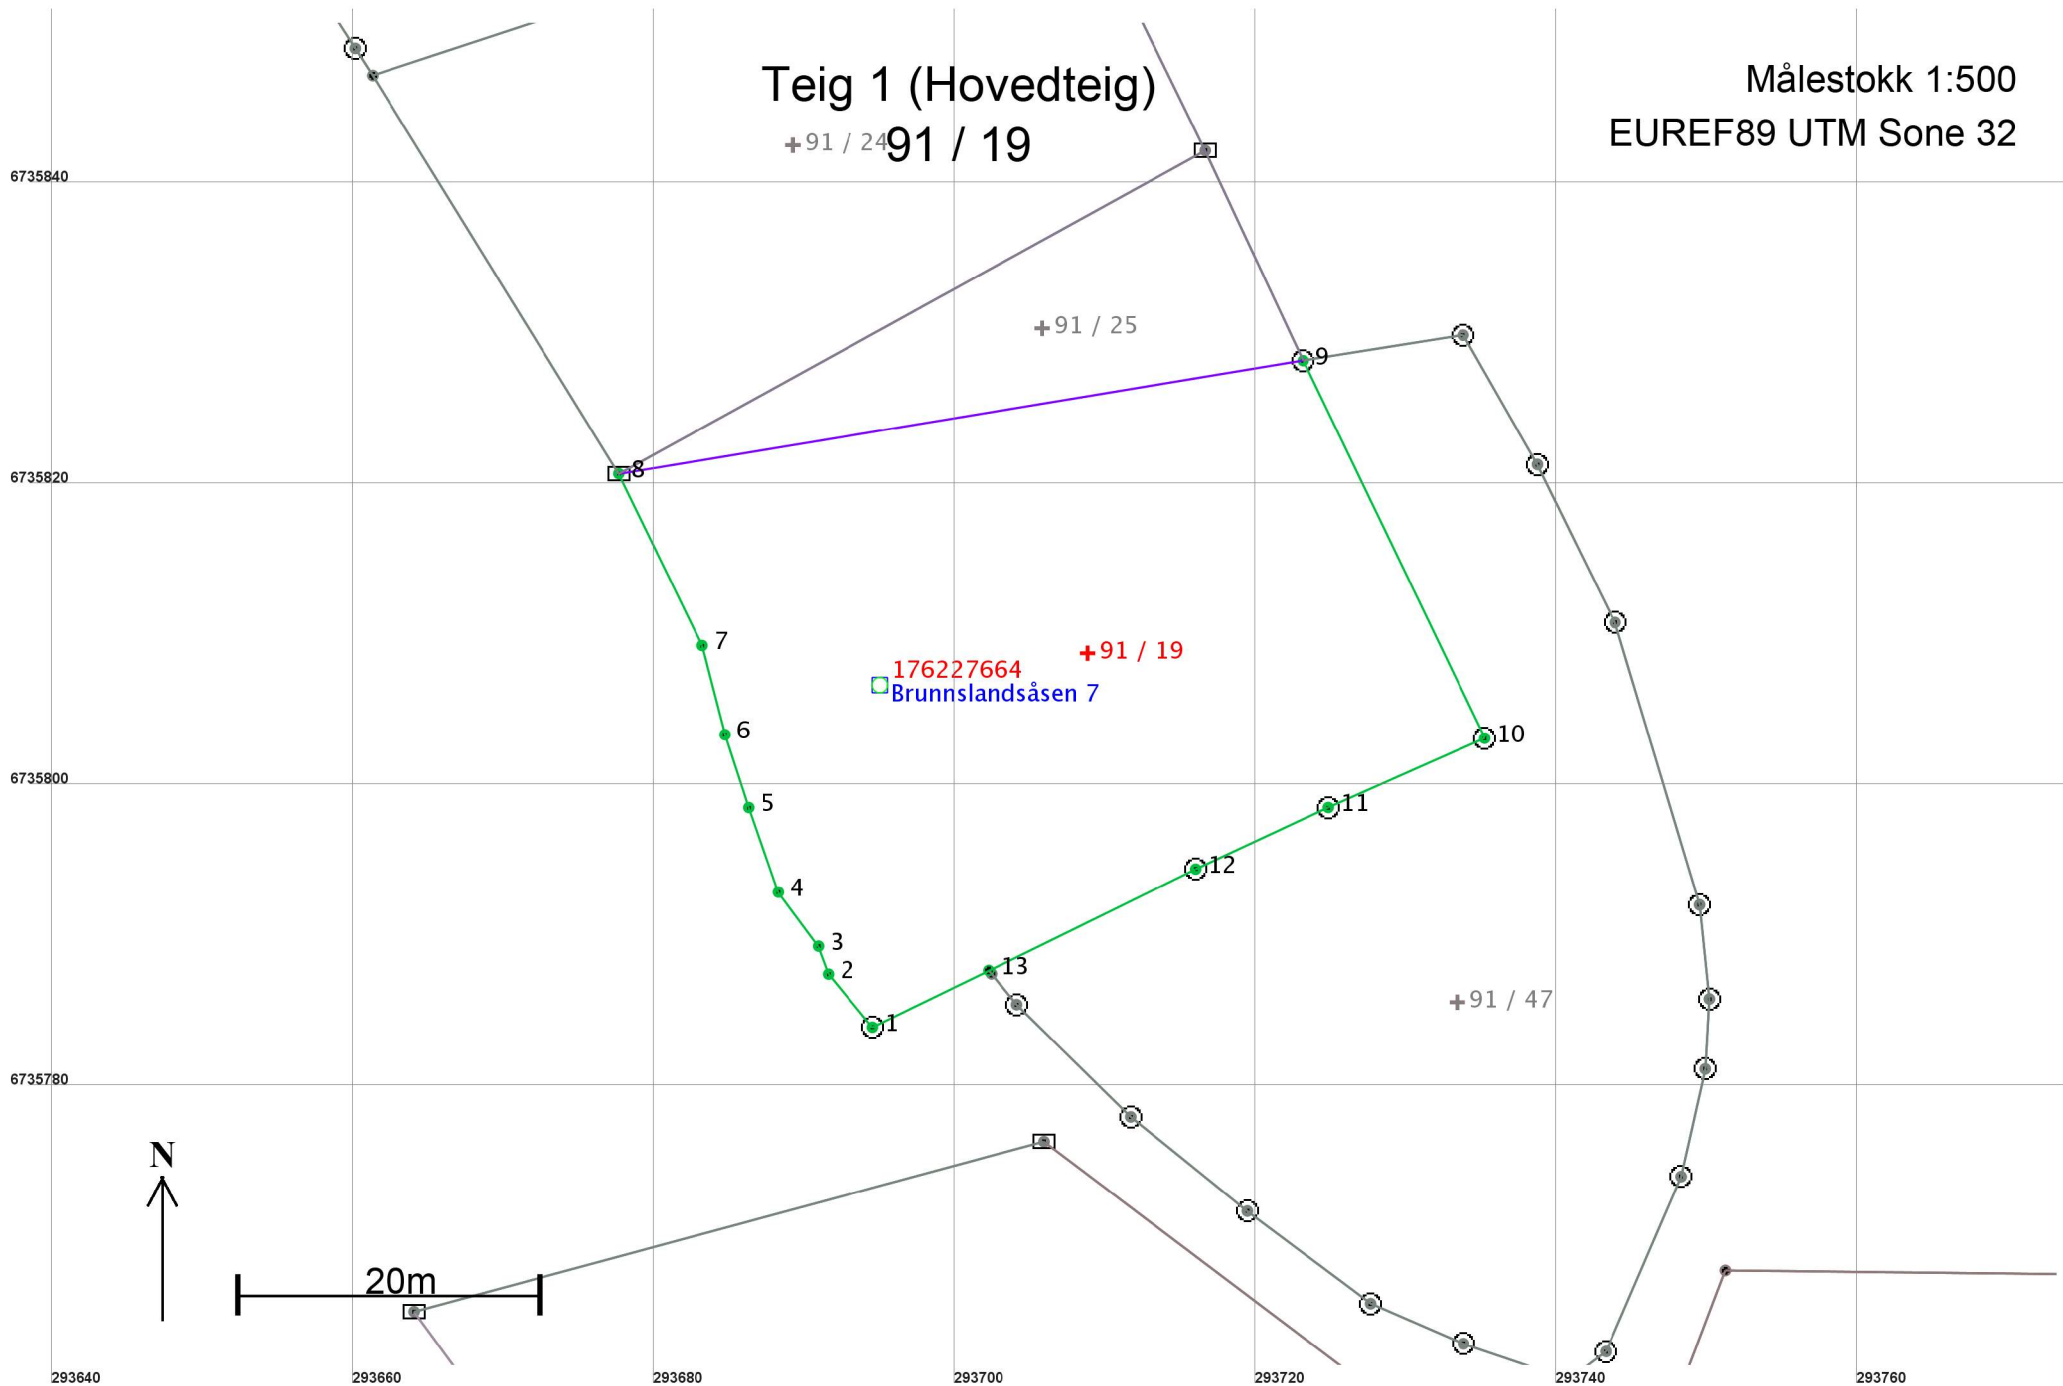 Teig 1 (Hovedteig)
91 / 19
Målestokk 1:500
EUREF89 UTM Sone 32
91 / 24
6735840
91 / 25
9
8
6735820
7
91 / 19
176227664
Brunnslandsåsen 7
6
10
6735800
5
11
4
12
3
2
13
91 / 47
1
6735780
N
20m
293640
293660
293680
293700
293720
293740
293760